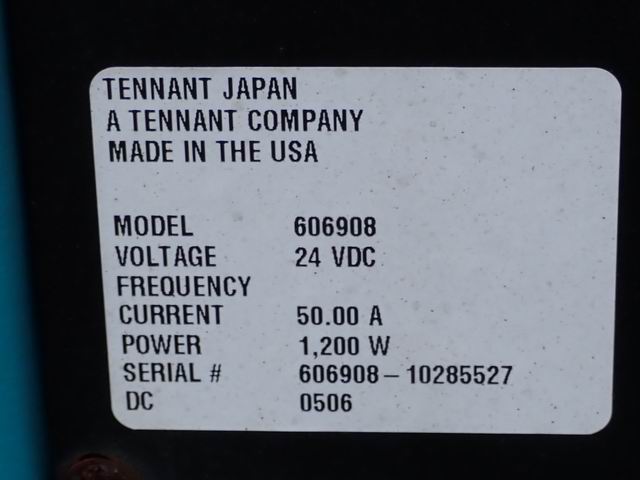 TENNANT JAPAN
A TENNANT COMPANY
MADE IN THE USA
MODEL 606908
VOLTAGE 24 VDC
FREQUENCY
CURRENT 50.00 A
POWER 1,200 W
SERIAL # 606908-10285527
DC 0506